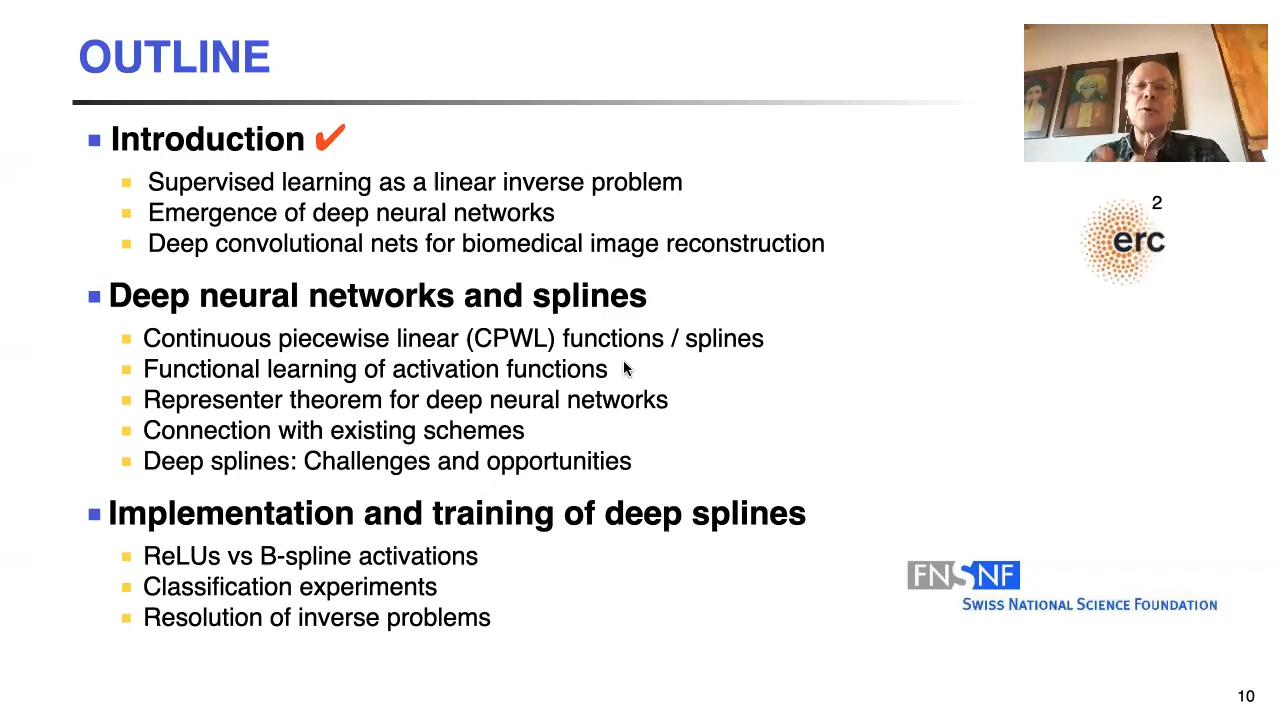 OUTLINE
Introduction ✔
Supervised learning as a linear inverse problem
Emergence of deep neural networks
Deep convolutional nets for biomedical image reconstruction
2
erc
Deep neural networks and splines
Continuous piecewise linear (CPWL) functions / splines
Functional learning of activation functions
Representer theorem for deep neural networks
Connection with existing schemes
Deep splines: Challenges and opportunities
Implementation and training of deep splines
ReLUs vs B-spline activations
Classification experiments
Resolution of inverse problems
FNSNF
SWISS NATIONAL SCIENCE FOUNDATION
10